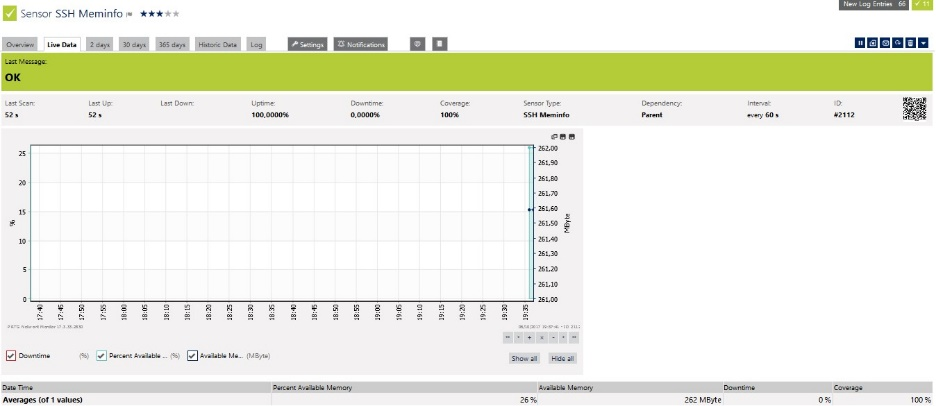 New Log Entries 66 11
Sensor SSH Meminfo
Overview Live Data 2 days 30 days 365 days Historic Data Log Settings Notifications
Last Message:
OK
Last Scan: Last Up: Last Down: Uptime: Downtime: Coverage: Sensor Type: Dependency: Interval: ID:
52 s 52 s 100,0000% 0,0000% 100% SSH Meminfo Parent every 60 s #2112
25
20
15
10
5
0
%
262,00
261,90
261,80
261,70
261,60
261,50
261,40
261,30
261,20
261,10
261,00
MByte
17:40 17:45 17:50 17:55 18:00 18:05 18:10 18:15 18:20 18:25 18:30 18:35 18:40 18:45 18:50 18:55 19:00 19:05 19:10 19:15 19:20 19:25 19:30 19:35
Downtime (%) Percent Available ... (%) Available Me... (MByte)
Show all Hide all
Date Time Percent Available Memory Available Memory Downtime Coverage
Averages (of 1 values) 26 % 262 MByte 0 % 100 %